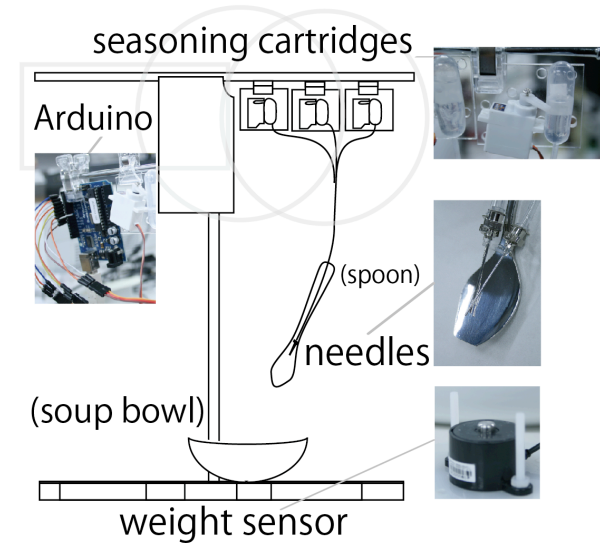 seasoning cartridges
Arduino
(spoon)
needles
(soup bowl)
weight sensor